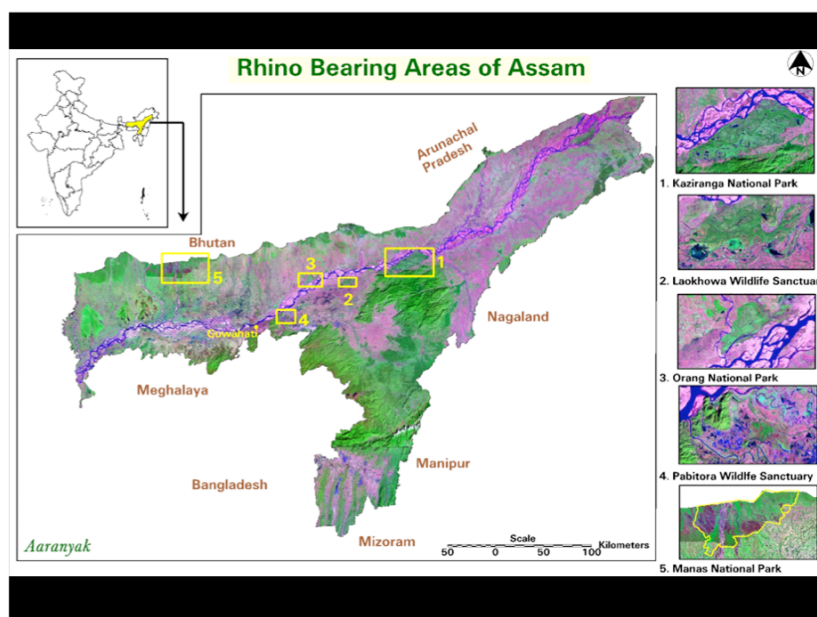 Rhino Bearing Areas of Assam
N
Arunachal
Pradesh
Bhutan
5
3
2
1
4
Guwahati
Nagaland
Meghalaya
Bangladesh
Manipur
Mizoram
Aaranyak
Scale
50 0 50 100 Kilometers
1. Kaziranga National Park
2. Laokhowa Wildlife Sanctuar
3. Orang National Park
4. Pabitora Wildlfe Sanctuary
5. Manas National Park